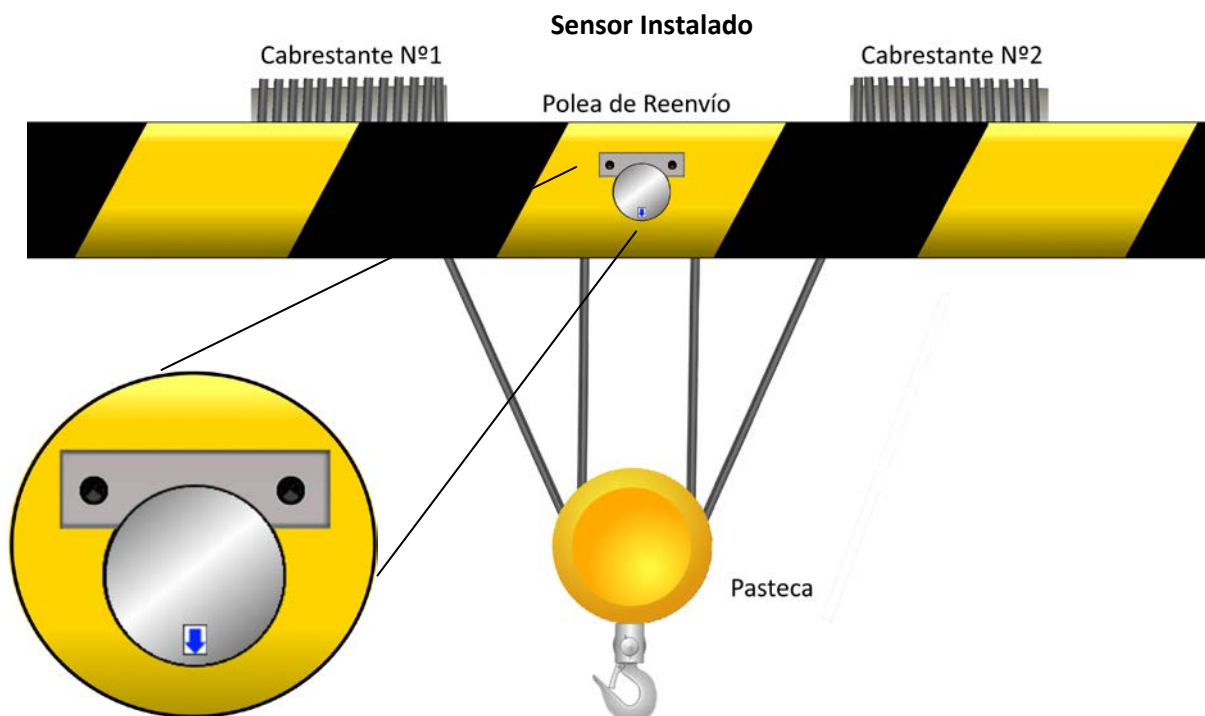 Sensor Instalado
Cabrestante Nº1
Cabrestante Nº2
Polea de Reenvío
Pasteca